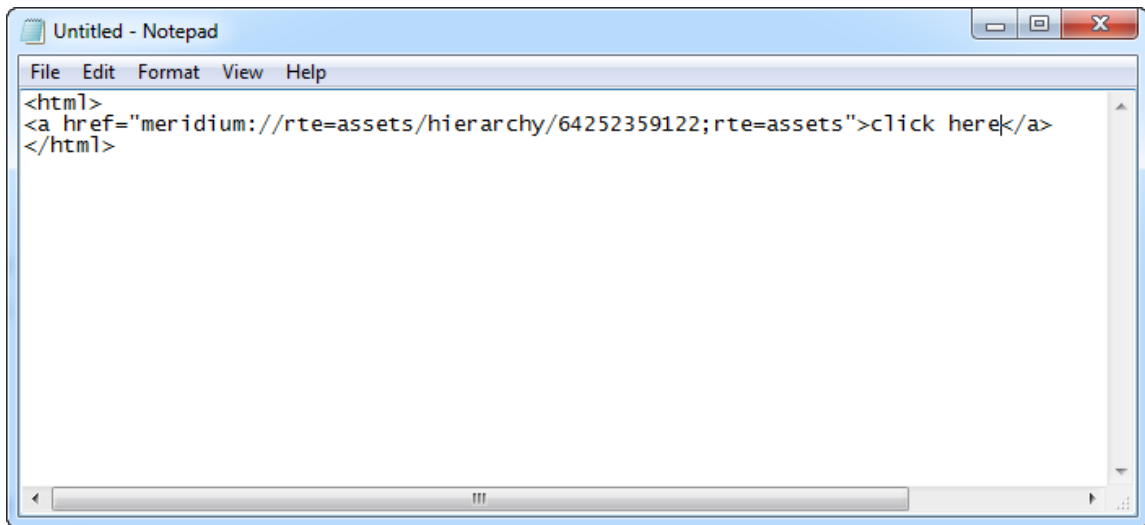 Untitled - Notepad
File Edit Format View Help
<html>
<a href="meridium://rte=assets/hierarchy/64252359122;rte=assets">click here</a>
</html>